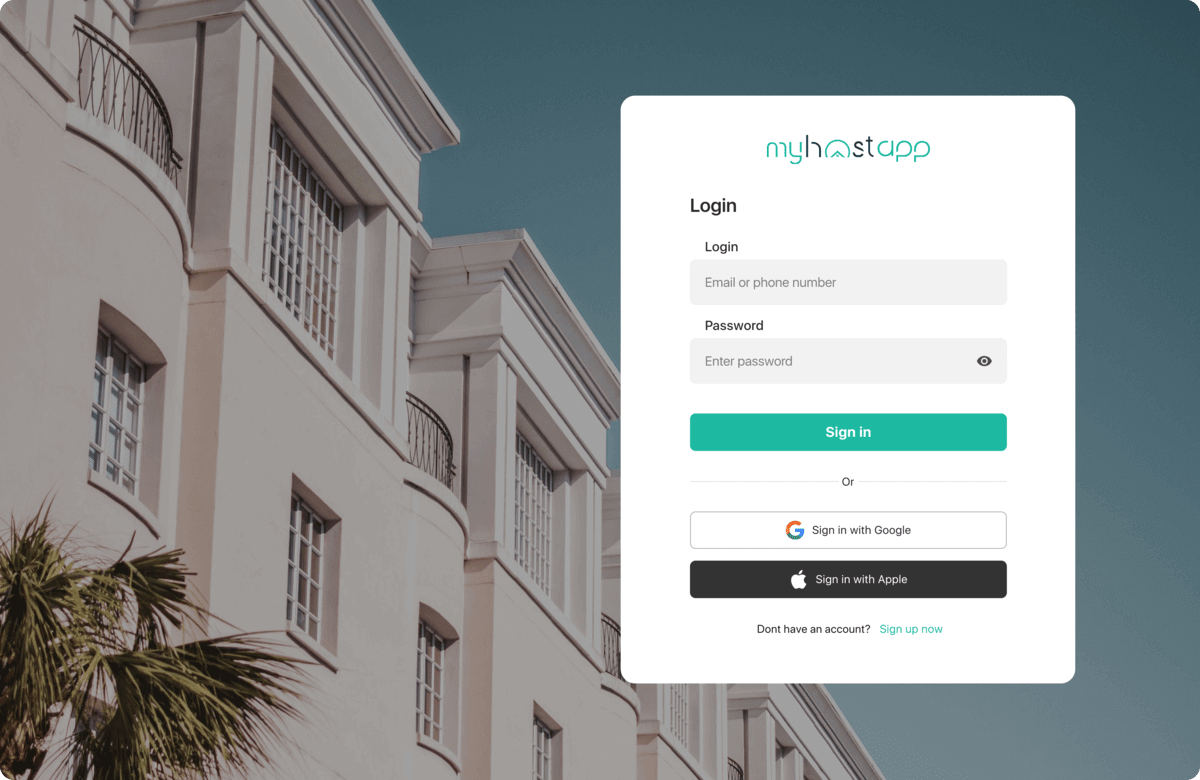 myhostapp
Login
Login
Email or phone number
Password
Enter password
Sign in
Or
Sign in with Google
Sign in with Apple
Dont have an account? Sign up now